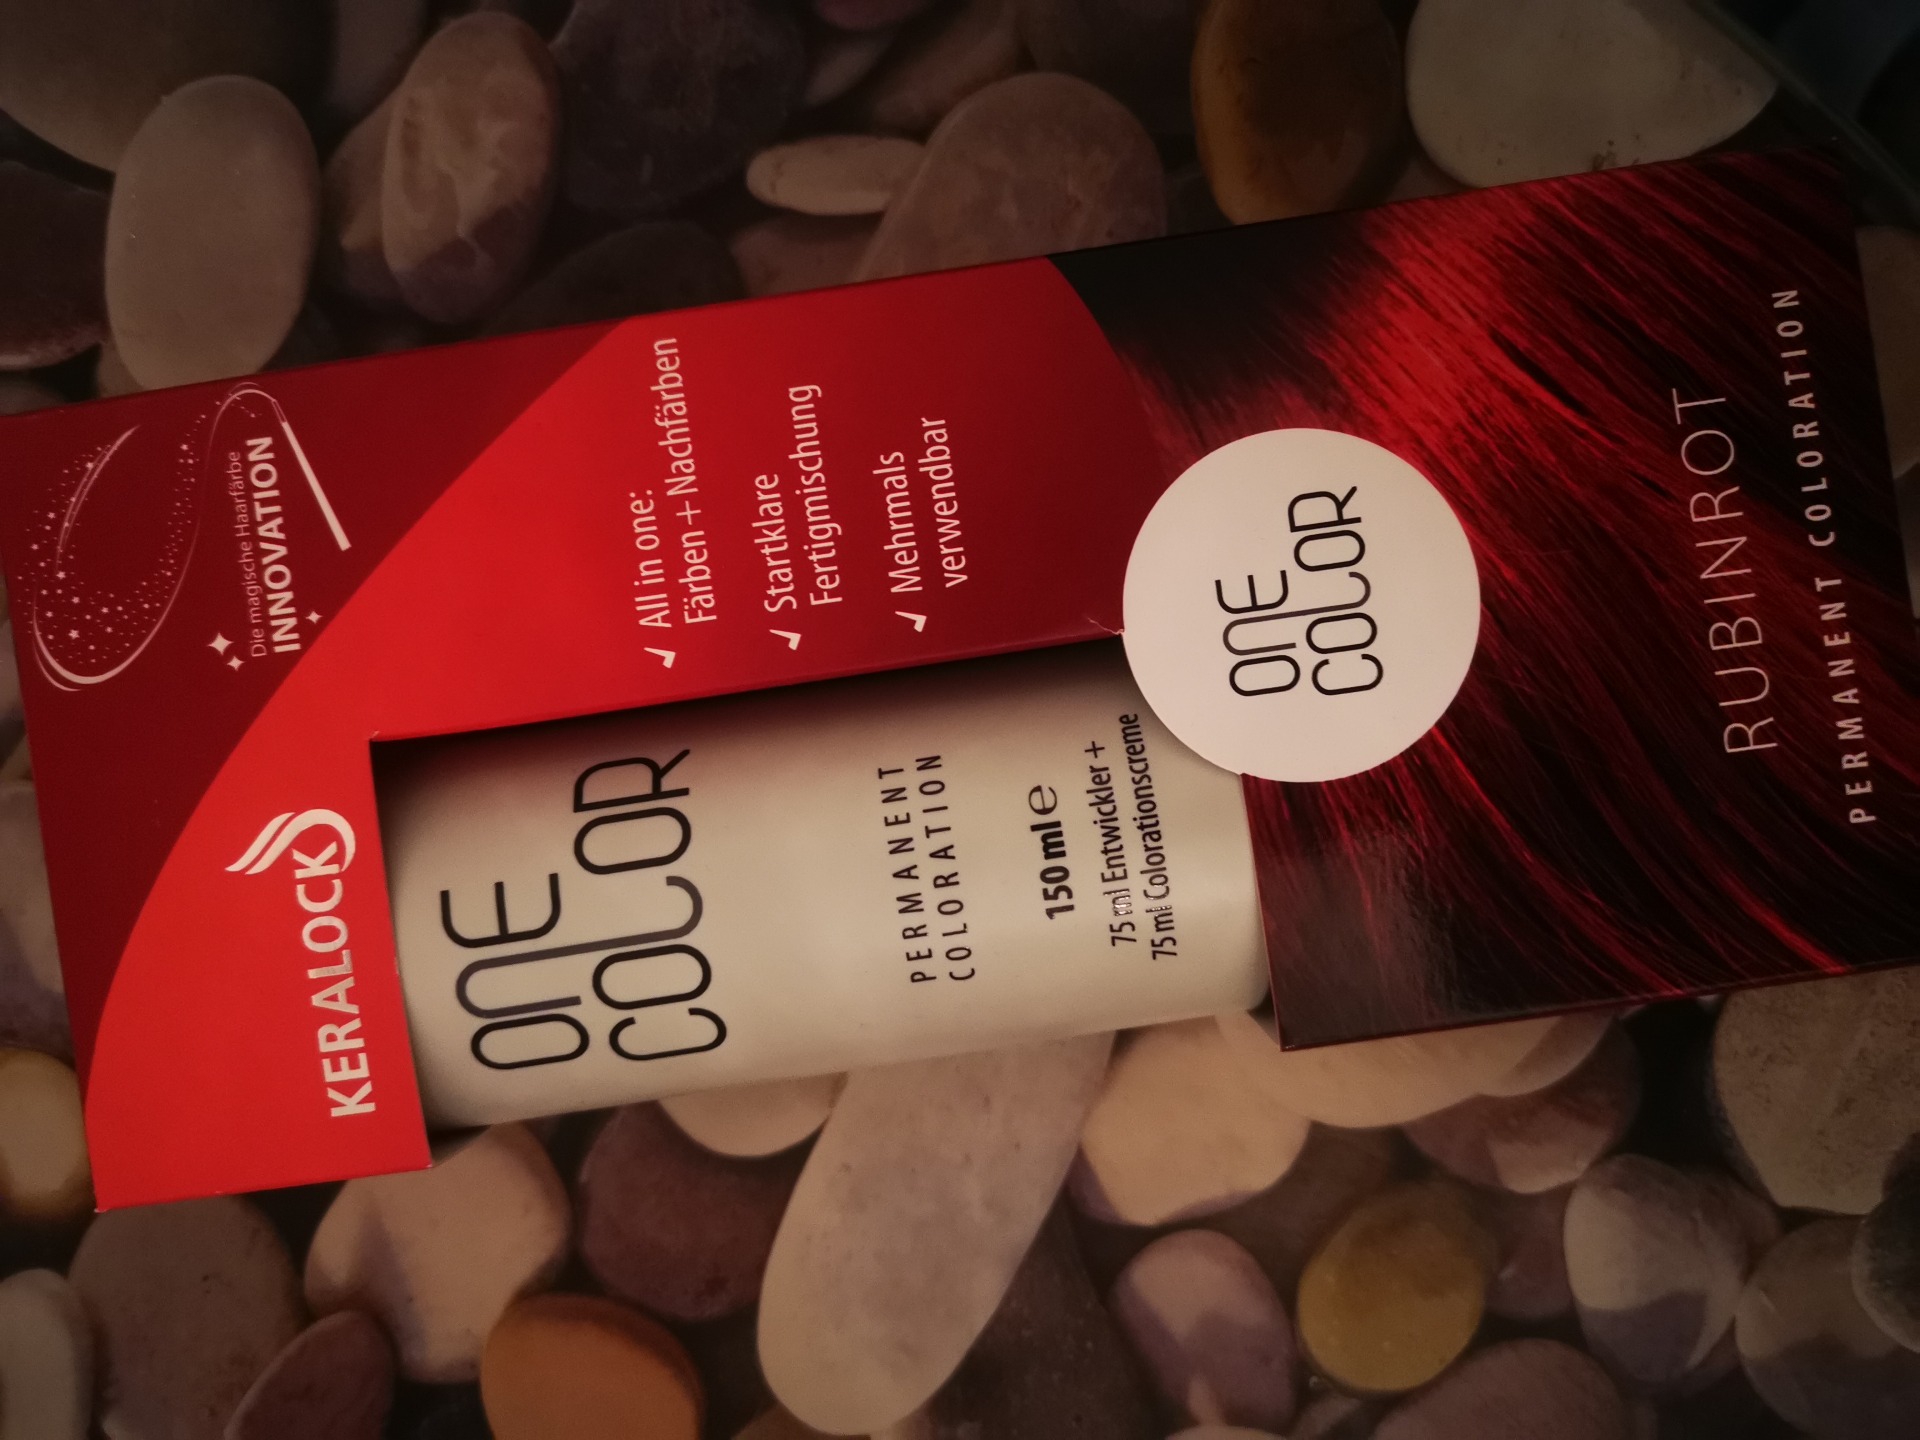 Die magische Haarfärbe
INNOVATION
KERALOCK
✓ All in one:
Färben + Nachfärben
✓ Startklare
Fertigmischung
✓ Mehrmals
verwendbar
ONE
COLOR
PERMANENT
COLORATION
150 ml e
75 ml Entwickler +
75 ml Colorationscreme
ONE
COLOR
RUBINROT
PERMANENT COLORATION